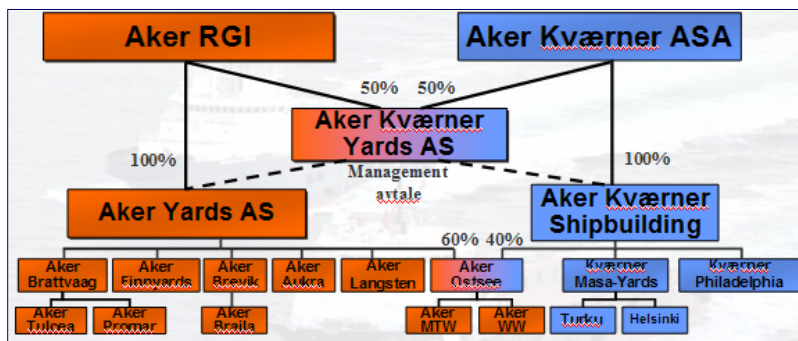 Aker RGI
Aker Kværner ASA
50%
50%
Aker Kværner
Yards AS
100%
100%
Management
avtale
Aker Yards AS
Aker Kværner
Shipbuilding
60%
40%
Aker
Brattvaag
Aker
Finnyards
Aker
Brevik
Aker
Aukra
Aker
Langsten
Aker
Ostsee
Kværner
Masa-Yards
Kværner
Philadelphia
Aker
Tulcea
Aker
Promar
Aker
Braila
Aker
MTW
Aker
WW
Turku
Helsinki